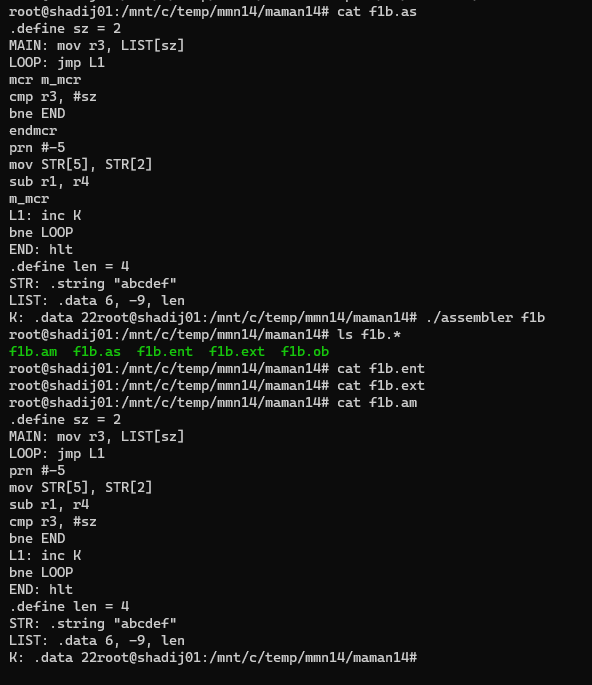 root@shadij01:/mnt/c/temp/mmn14/maman14# cat f1b.as
.define sz = 2
MAIN: mov r3, LIST[sz]
LOOP: jmp L1
mcr m_mcr
cmp r3, #sz
bne END
endmcr
prn #-5
mov STR[5], STR[2]
sub r1, r4
m_mcr
L1: inc K
bne LOOP
END: hlt
.define len = 4
STR: .string "abcdef"
LIST: .data 6, -9, len
K: .data 22root@shadij01:/mnt/c/temp/mmn14/maman14# ./assembler f1b
root@shadij01:/mnt/c/temp/mmn14/maman14# ls f1b.*
f1b.am  f1b.as  f1b.ent  f1b.ext  f1b.ob
root@shadij01:/mnt/c/temp/mmn14/maman14# cat f1b.ent
root@shadij01:/mnt/c/temp/mmn14/maman14# cat f1b.ext
root@shadij01:/mnt/c/temp/mmn14/maman14# cat f1b.am
.define sz = 2
MAIN: mov r3, LIST[sz]
LOOP: jmp L1
prn #-5
mov STR[5], STR[2]
sub r1, r4
cmp r3, #sz
bne END
L1: inc K
bne LOOP
END: hlt
.define len = 4
STR: .string "abcdef"
LIST: .data 6, -9, len
K: .data 22root@shadij01:/mnt/c/temp/mmn14/maman14#